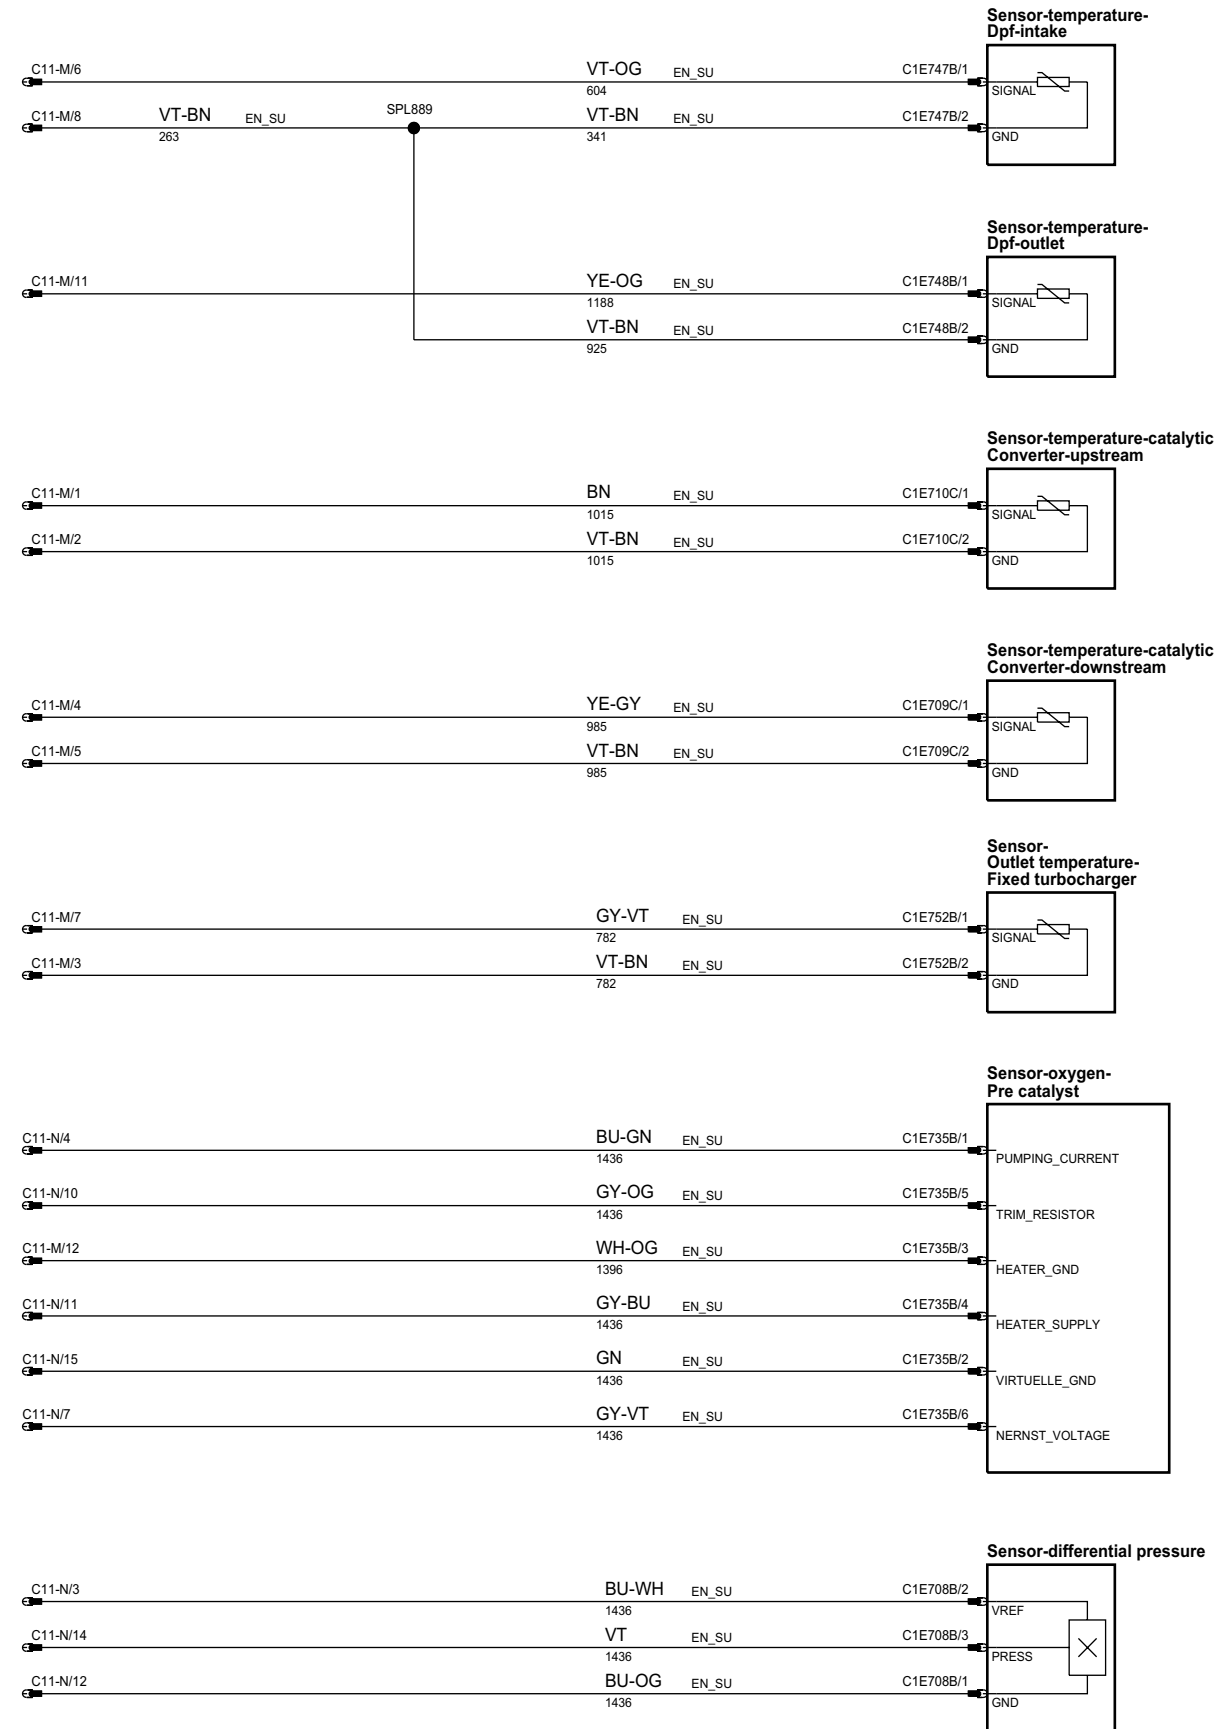 Sensor-temperature-
Dpf-intake
C11-M/6 VT-OG EN_SU C1E747B/1
604 SIGNAL
C11-M/8 VT-BN EN_SU SPL889 VT-BN EN_SU C1E747B/2
263 341 GND
Sensor-temperature-
Dpf-outlet
C11-M/11 YE-OG EN_SU C1E748B/1
1188 SIGNAL
VT-BN EN_SU C1E748B/2
925 GND
Sensor-temperature-catalytic
Converter-upstream
C11-M/1 BN EN_SU C1E710C/1
1015 SIGNAL
C11-M/2 VT-BN EN_SU C1E710C/2
1015 GND
Sensor-temperature-catalytic
Converter-downstream
C11-M/4 YE-GY EN_SU C1E709C/1
985 SIGNAL
C11-M/5 VT-BN EN_SU C1E709C/2
985 GND
Sensor-
Outlet temperature-
Fixed turbocharger
C11-M/7 GY-VT EN_SU C1E752B/1
782 SIGNAL
C11-M/3 VT-BN EN_SU C1E752B/2
782 GND
Sensor-oxygen-
Pre catalyst
C11-N/4 BU-GN EN_SU C1E735B/1
1436 PUMPING_CURRENT
C11-N/10 GY-OG EN_SU C1E735B/5
1436 TRIM_RESISTOR
C11-M/12 WH-OG EN_SU C1E735B/3
1396 HEATER_GND
C11-N/11 GY-BU EN_SU C1E735B/4
1436 HEATER_SUPPLY
C11-N/15 GN EN_SU C1E735B/2
1436 VIRTUELLE_GND
C11-N/7 GY-VT EN_SU C1E735B/6
1436 NERNST_VOLTAGE
Sensor-differential pressure
C11-N/3 BU-WH EN_SU C1E708B/2
1436 VREF
C11-N/14 VT EN_SU C1E708B/3
1436 PRESS
C11-N/12 BU-OG EN_SU C1E708B/1
1436 GND